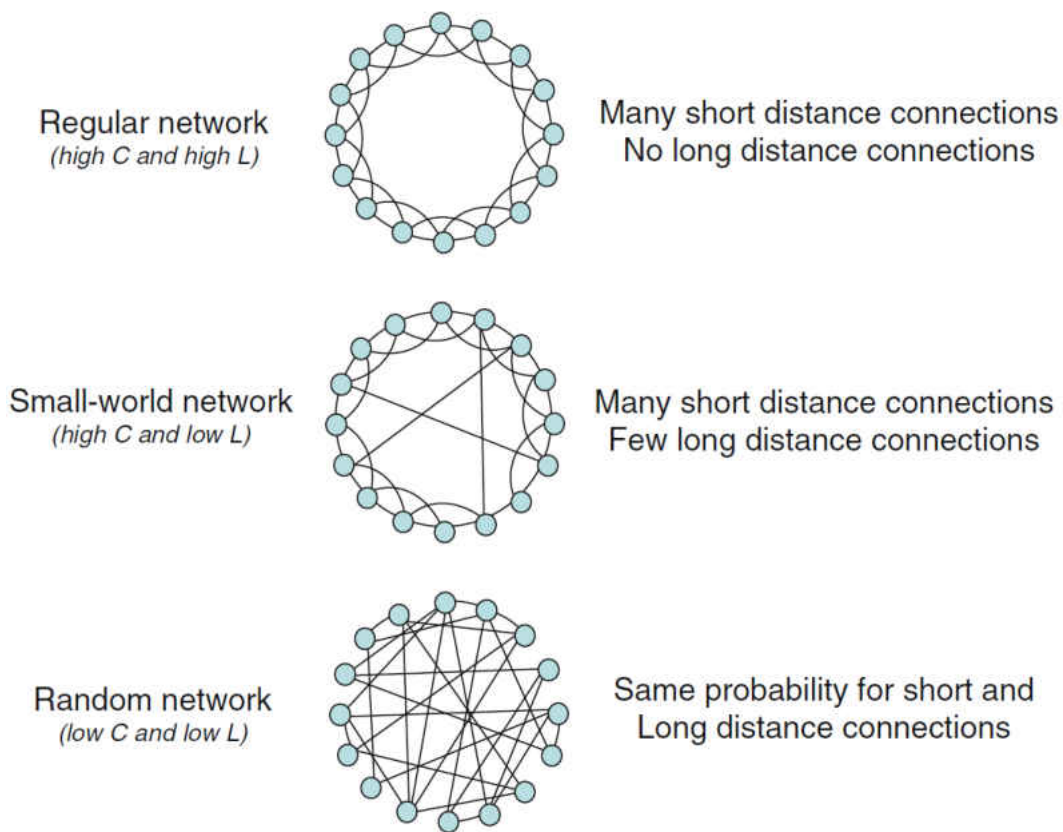 Regular network
(high C and high L)
Many short distance connections
No long distance connections
Small-world network
(high C and low L)
Many short distance connections
Few long distance connections
Random network
(low C and low L)
Same probability for short and
Long distance connections